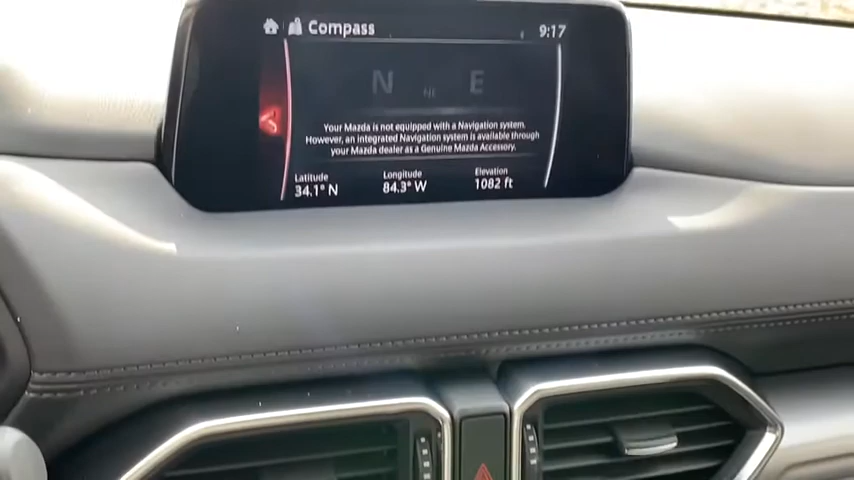 Compass 9:17
N NE E
Your Mazda is not equipped with a Navigation system.
However, an integrated Navigation system is available through
your Mazda dealer as a Genuine Mazda Accessory.
Latitude Longitude Elevation
34.1° N 84.3° W 1082 ft